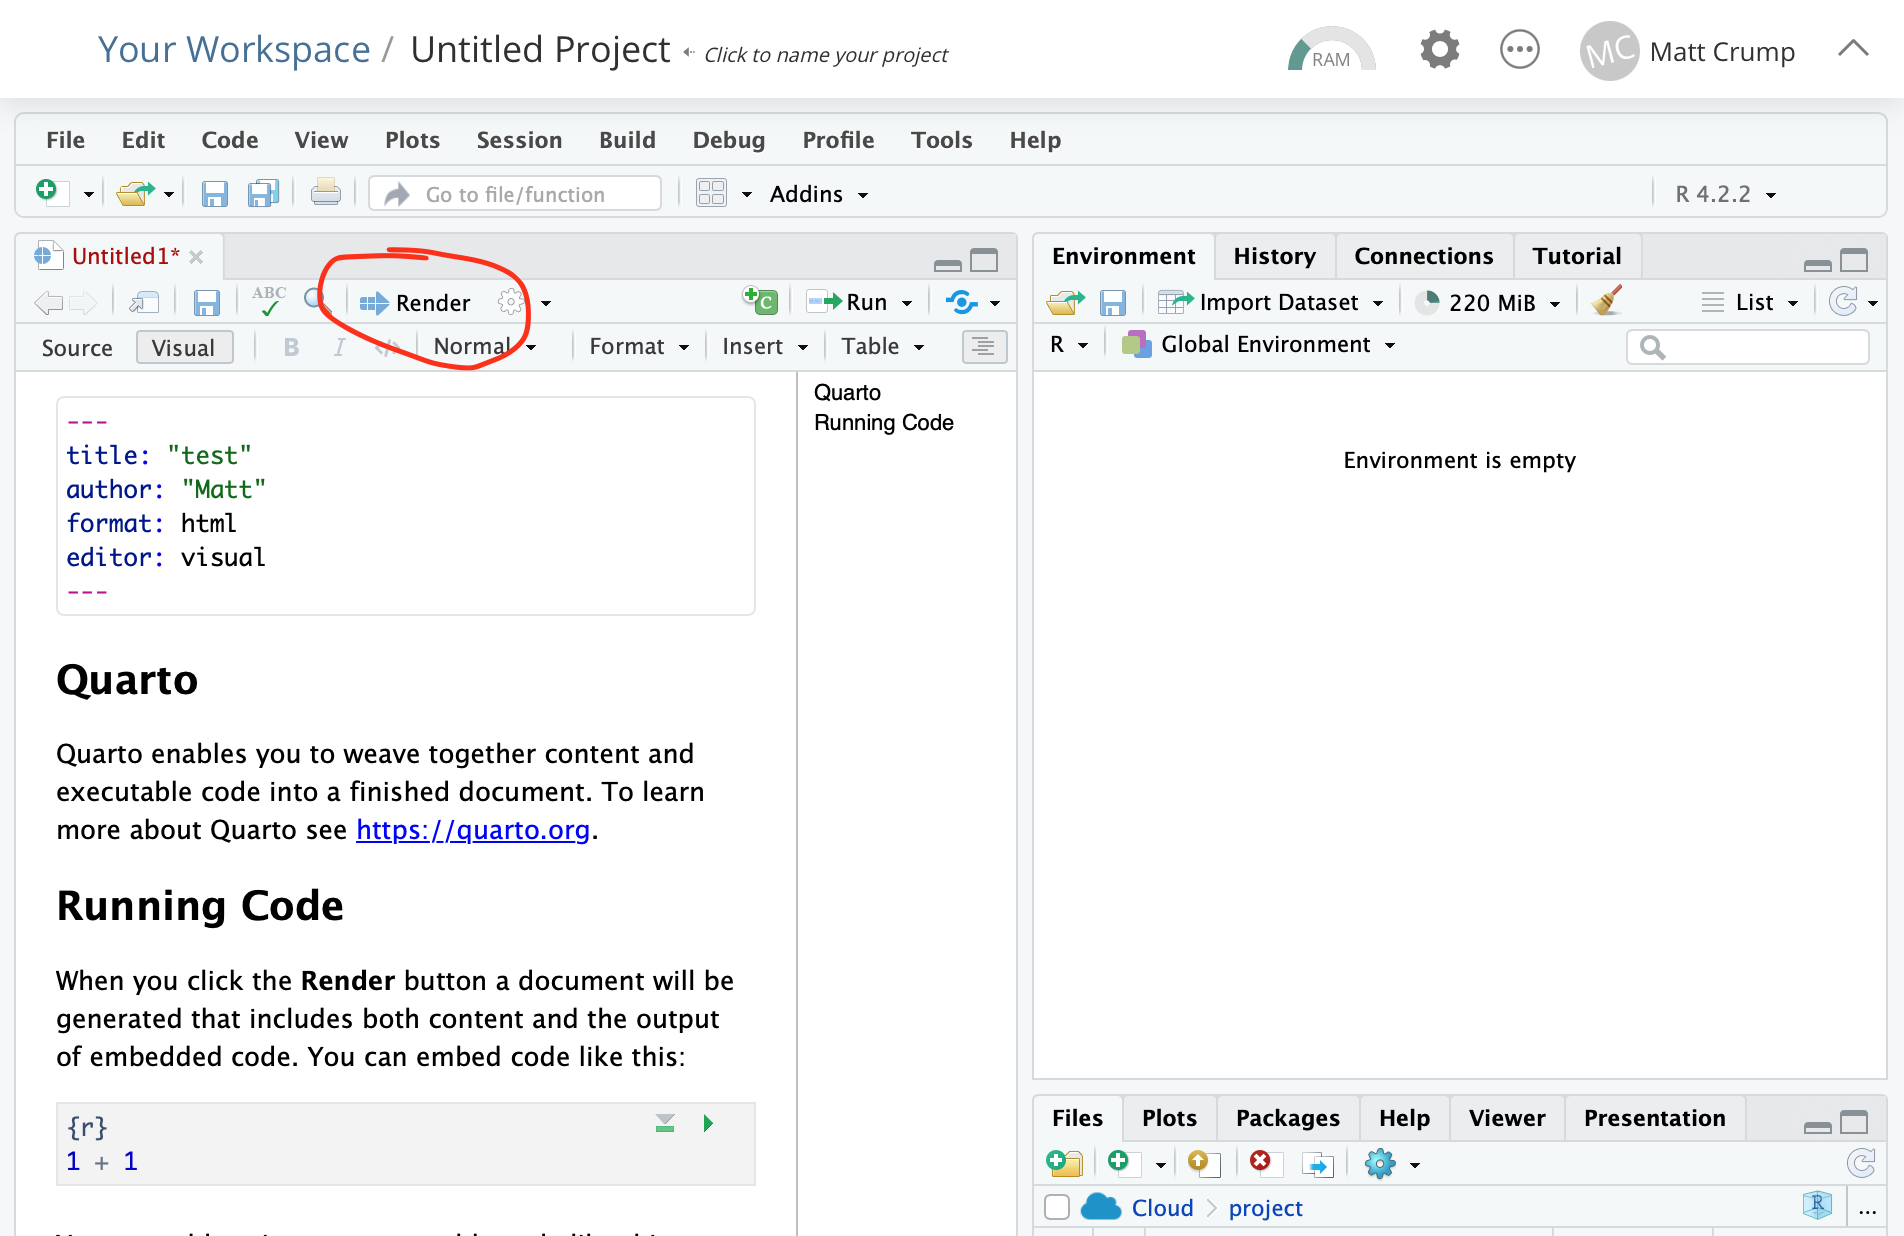 Your Workspace / Untitled Project Click to name your project RAM MC Matt Crump
File Edit Code View Plots Session Build Debug Profile Tools Help
Go to file/function Addins R 4.2.2
Untitled1*
ABC Render C Run
Source Visual B I </> Normal Format Insert Table
---
title: "test"
author: "Matt"
format: html
editor: visual
---
Quarto
Quarto enables you to weave together content and
executable code into a finished document. To learn
more about Quarto see https://quarto.org.
Running Code
When you click the Render button a document will be
generated that includes both content and the output
of embedded code. You can embed code like this:
{r}
1 + 1
Quarto
Running Code
Environment History Connections Tutorial
Import Dataset 220 MiB List
R Global Environment
Environment is empty
Files Plots Packages Help Viewer Presentation
Cloud project R ...